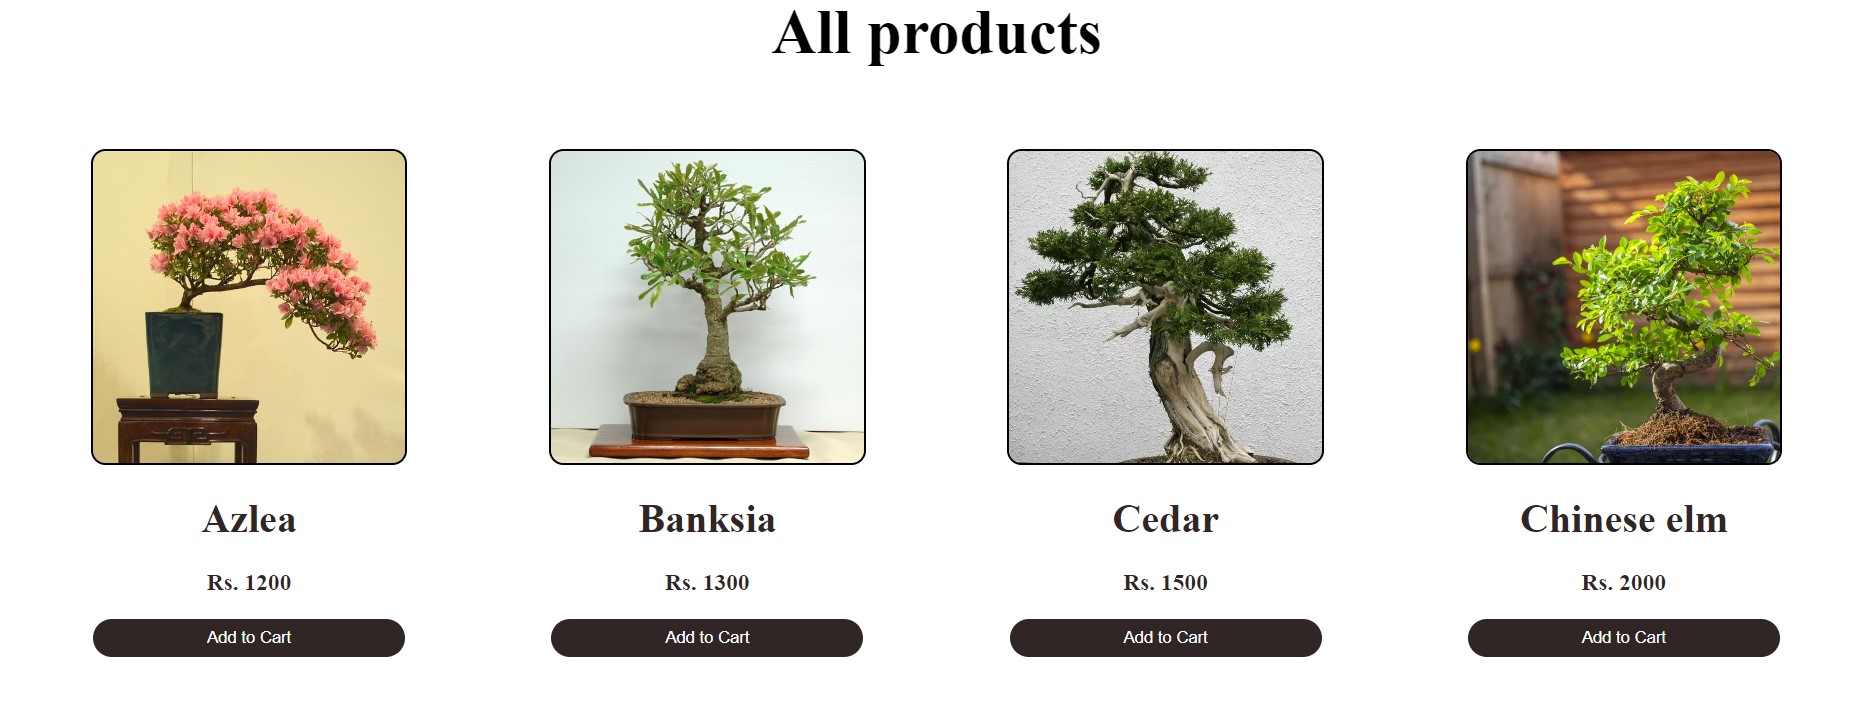 All products
Azlea
Banksia
Cedar
Chinese elm
Rs. 1200
Rs. 1300
Rs. 1500
Rs. 2000
Add to Cart
Add to Cart
Add to Cart
Add to Cart